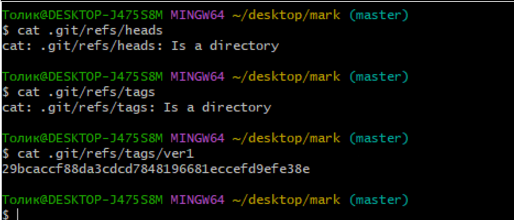 Толик@DESKTOP-J475S8M MINGW64 ~/desktop/mark (master)
$ cat .git/refs/heads
cat: .git/refs/heads: Is a directory
Толик@DESKTOP-J475S8M MINGW64 ~/desktop/mark (master)
$ cat .git/refs/tags
cat: .git/refs/tags: Is a directory
Толик@DESKTOP-J475S8M MINGW64 ~/desktop/mark (master)
$ cat .git/refs/tags/ver1
29bcaccf88da3cdcd7848196681eccefd9efe38e
Толик@DESKTOP-J475S8M MINGW64 ~/desktop/mark (master)
$